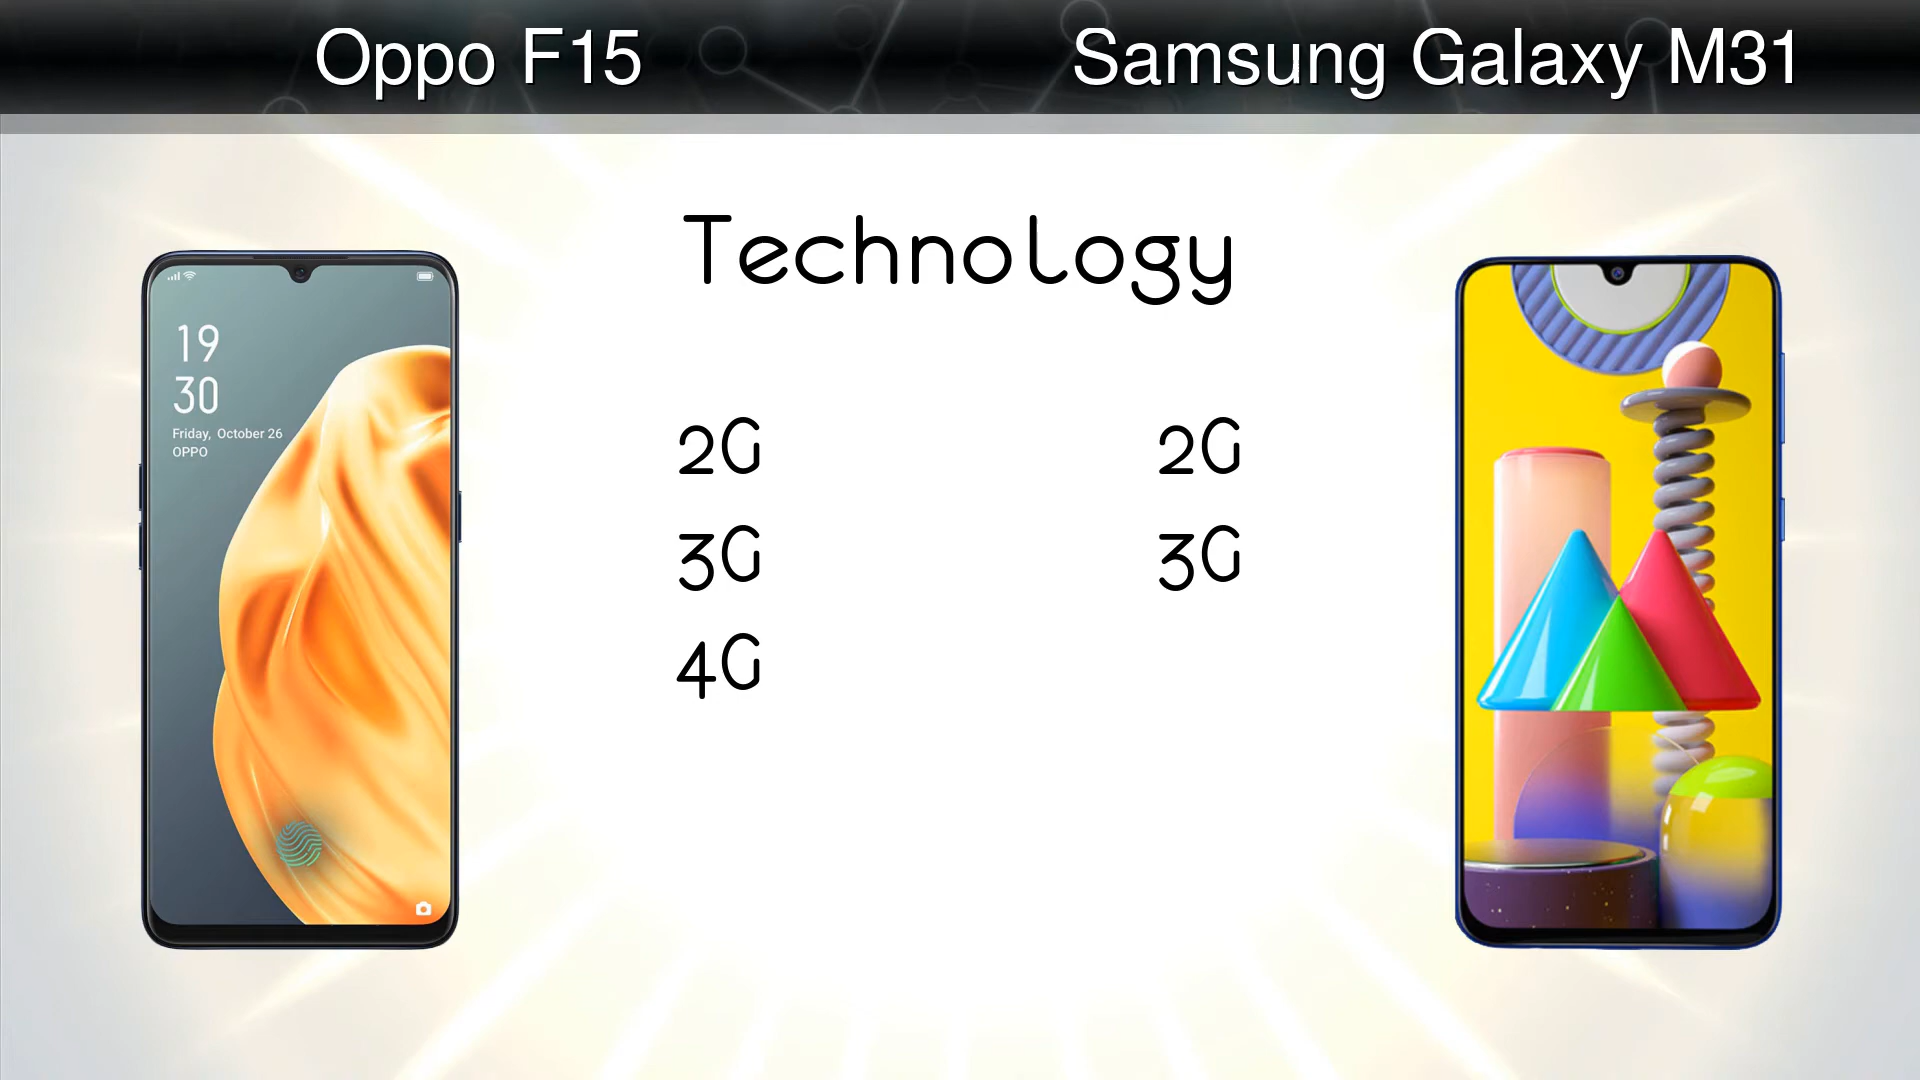 Oppo F15
Samsung Galaxy M31
Technology
19
30
Friday, October 26
OPPO
2G
3G
4G
2G
3G